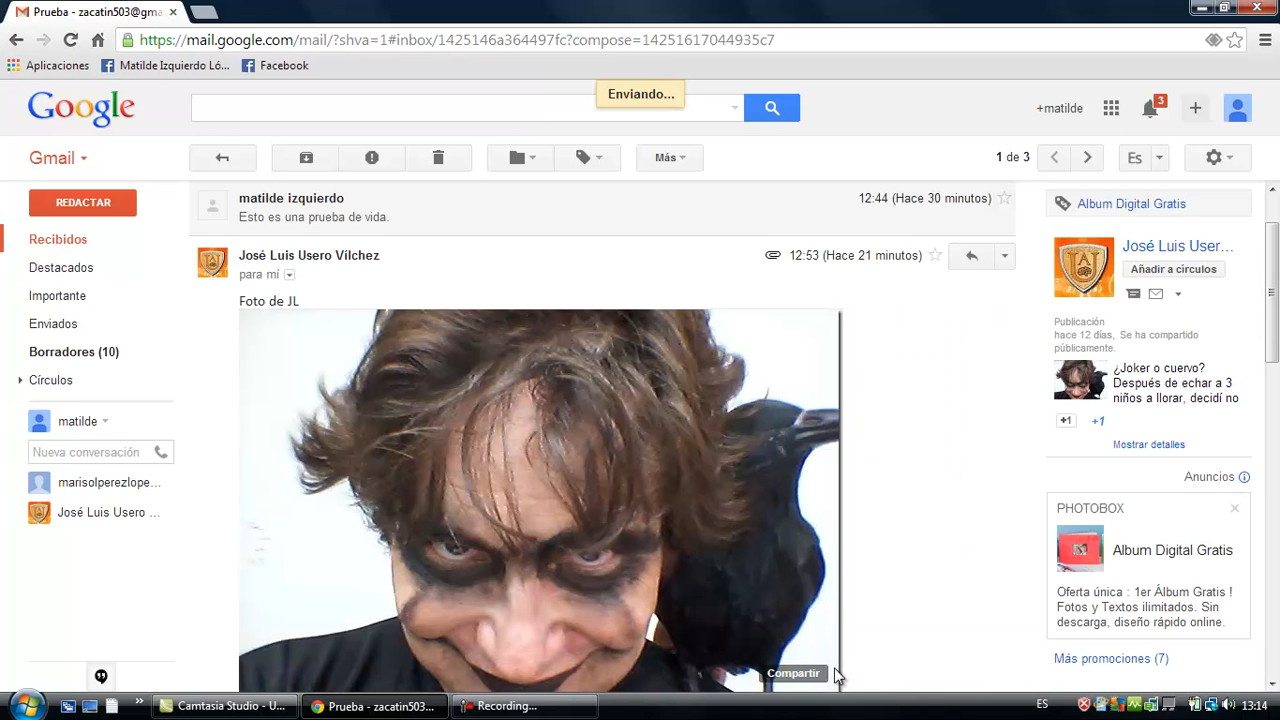 Prueba - zacatin503@gma
https://mail.google.com/mail/?shva=1#inbox/1425146a364497fc?compose=14251617044935c7
Aplicaciones
Matilde Izquierdo Ló...
Facebook
Enviando...
Google
+matilde
3
Gmail
Más
1 de 3
Es
REDACTAR
Recibidos
Destacados
Importante
Enviados
Borradores (10)
Círculos
matilde
Nueva conversación
marisolperezlope...
José Luis Usero ...
matilde izquierdo
12:44 (Hace 30 minutos)
Esto es una prueba de vida.
José Luis Usero Vílchez
12:53 (Hace 21 minutos)
para mí
Foto de JL
Compartir
Album Digital Gratis
José Luis User...
Añadir a círculos
Publicación
hace 12 días, Se ha compartido
públicamente.
¿Joker o cuervo?
Después de echar a 3
niños a llorar, decidí no
+1
+1
Mostrar detalles
Anuncios
PHOTOBOX
Album Digital Gratis
Oferta única : 1er Álbum Gratis !
Fotos y Textos ilimitados. Sin
descarga, diseño rápido online.
Más promociones (7)
Camtasia Studio - U...
Prueba - zacatin503...
Recording...
ES
13:14